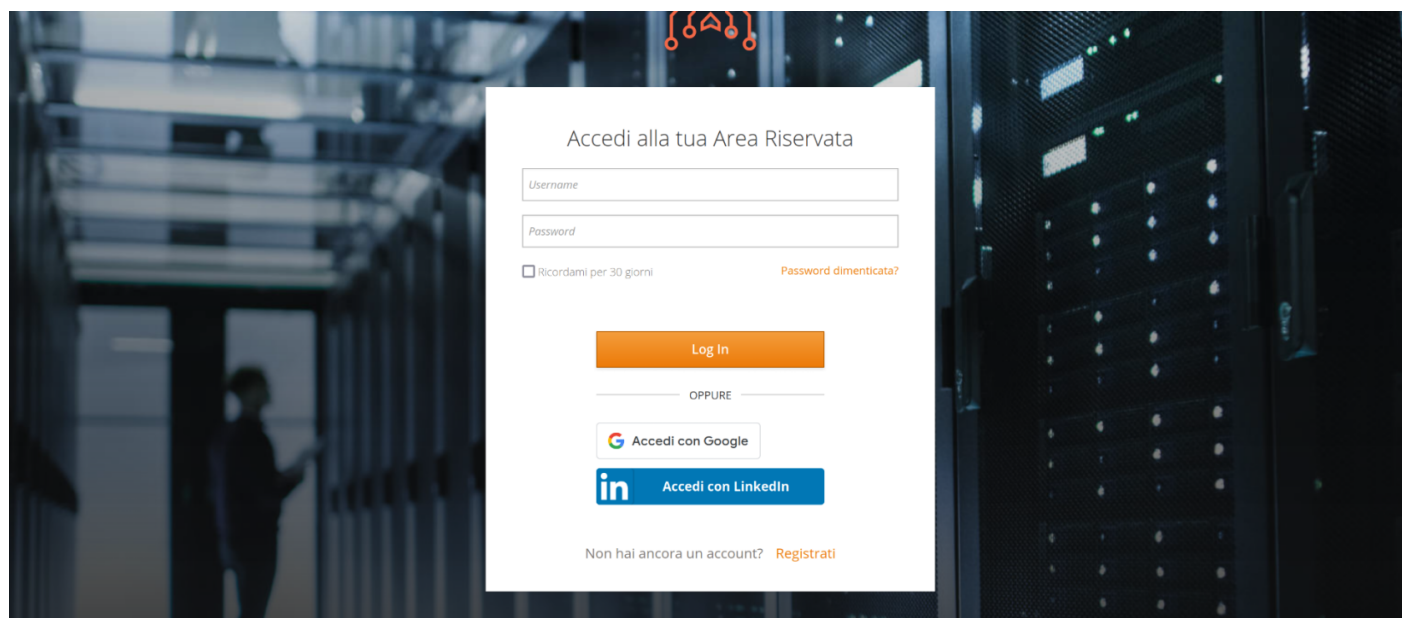 Accedi alla tua Area Riservata
Username
Password
Ricordami per 30 giorni Password dimenticata?
Log In
OPPURE
Accedi con Google
in Accedi con LinkedIn
Non hai ancora un account? Registrati